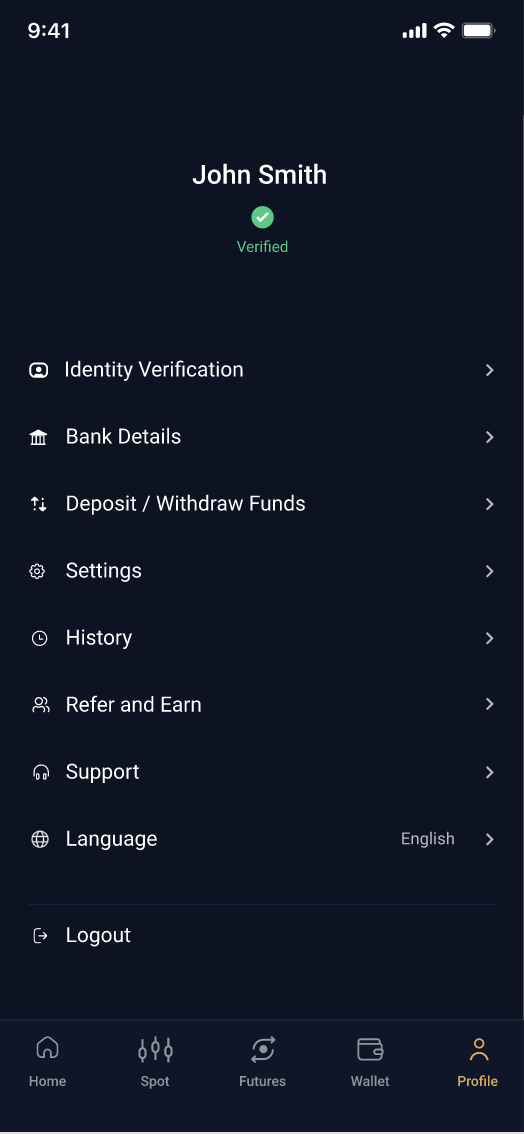 9:41
John Smith
Verified
Identity Verification
Bank Details
Deposit / Withdraw Funds
Settings
History
Refer and Earn
Support
Language English
Logout
Home Spot Futures Wallet Profile